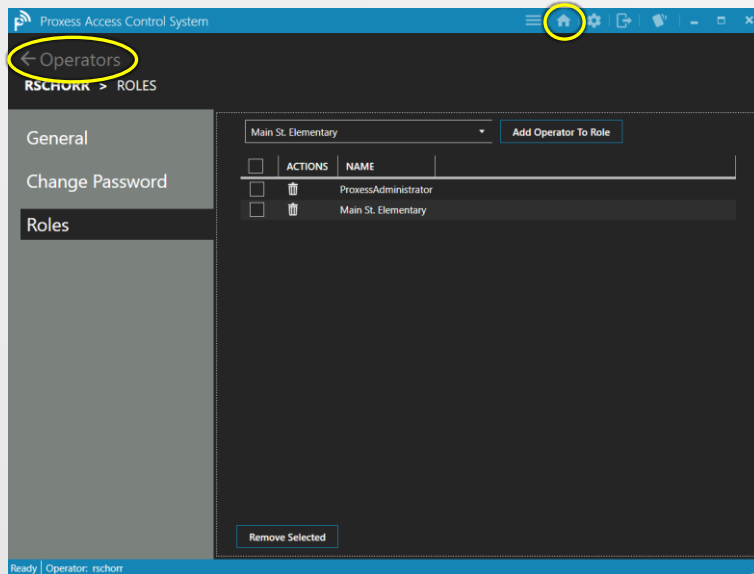 Proxess Access Control System
Operators
RSCHORR > ROLES
General
Change Password
Roles
Main St. Elementary
Add Operator To Role
ACTIONS NAME
ProxessAdministrator
Main St. Elementary
Remove Selected
Ready Operator: rschorr